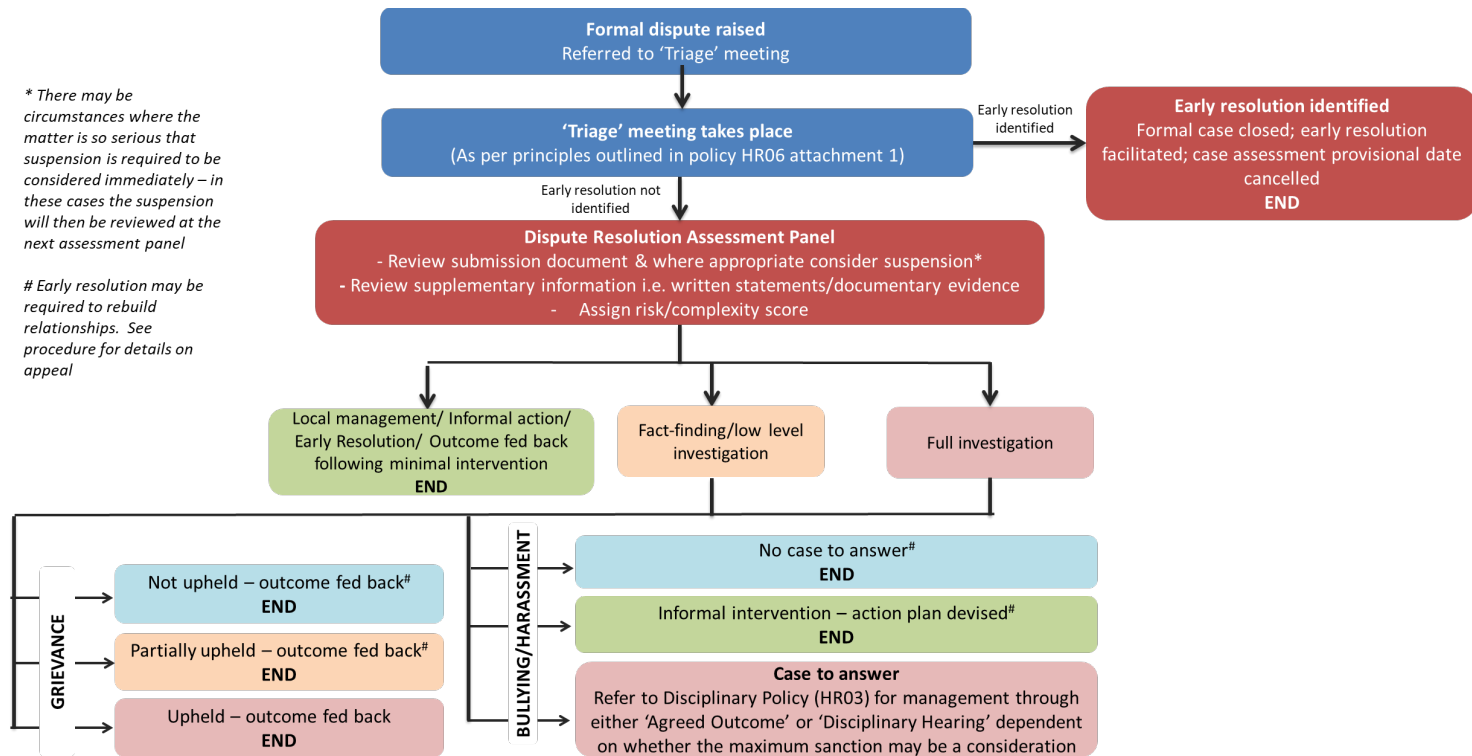 Formal dispute raised
Referred to ‘Triage’ meeting
* There may be
circumstances where the
matter is so serious that
suspension is required to be
considered immediately – in
these cases the suspension
will then be reviewed at the
next assessment panel
# Early resolution may be
required to rebuild
relationships.  See
procedure for details on
appeal
‘Triage’ meeting takes place
(As per principles outlined in policy HR06 attachment 1)
Early resolution
identified
Early resolution identified
Formal case closed; early resolution
facilitated; case assessment provisional date
cancelled
END
Early resolution not
identified
Dispute Resolution Assessment Panel
- Review submission document & where appropriate consider suspension*
- Review supplementary information i.e. written statements/documentary evidence
- Assign risk/complexity score
Local management/ Informal action/
Early Resolution/ Outcome fed back
following minimal intervention
END
Fact-finding/low level
investigation
Full investigation
GRIEVANCE
Not upheld – outcome fed back#
END
Partially upheld – outcome fed back#
END
Upheld – outcome fed back
END
BULLYING/HARASSMENT
No case to answer#
END
Informal intervention – action plan devised#
END
Case to answer
Refer to Disciplinary Policy (HR03) for management through
either ‘Agreed Outcome’ or ‘Disciplinary Hearing’ dependent
on whether the maximum sanction may be a consideration